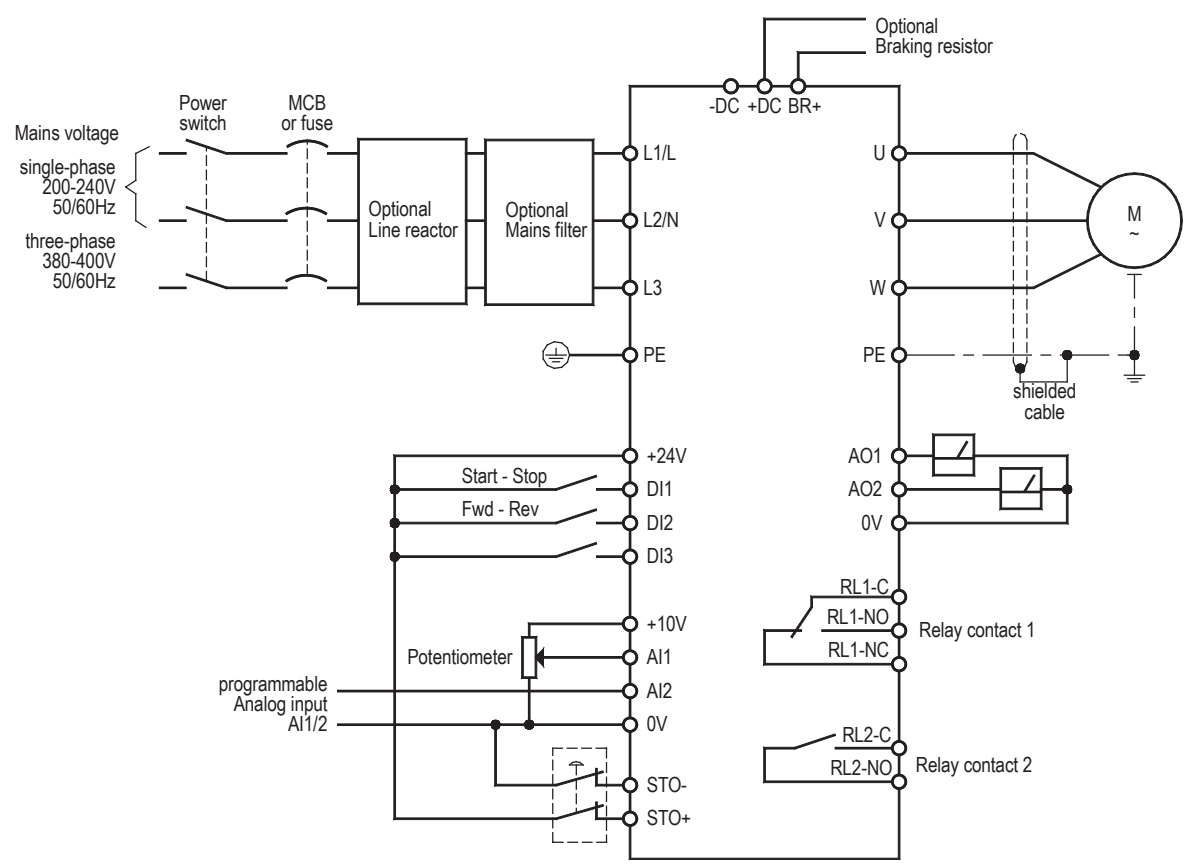 Optional
Braking resistor
-DC +DC BR+
Power
switch
MCB
or fuse
Mains voltage
single-phase
200-240V
50/60Hz
three-phase
380-400V
50/60Hz
Optional
Line reactor
Optional
Mains filter
L1/L
L2/N
L3
PE
U
V
W
PE
M
~
shielded
cable
+24V
Start - Stop
DI1
Fwd - Rev
DI2
DI3
+10V
Potentiometer
AI1
programmable
Analog input
AI1/2
AI2
0V
STO-
STO+
AO1
AO2
0V
RL1-C
RL1-NO
RL1-NC
Relay contact 1
RL2-C
RL2-NO
Relay contact 2